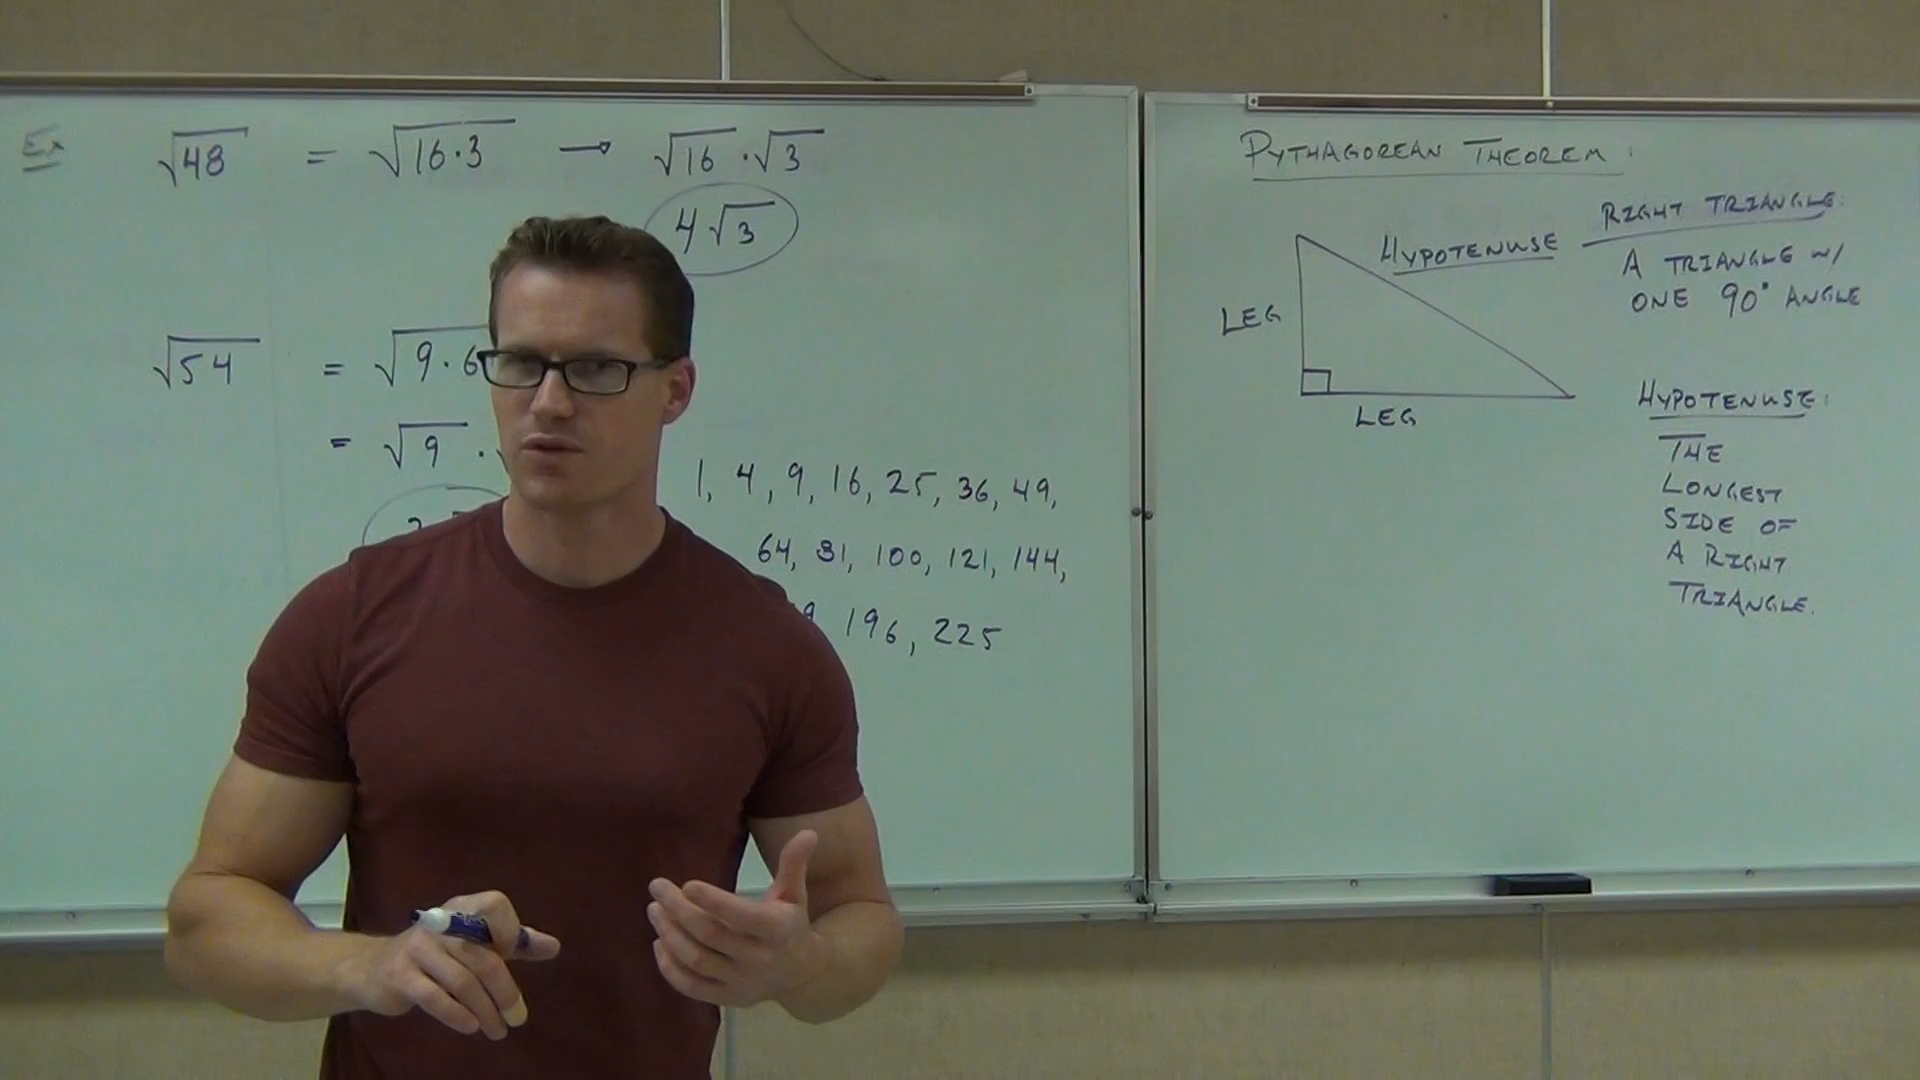 Ex √48 = √16·3 → √16 · √3
4√3
√54 = √9·6
= √9 · √
1, 4, 9, 16, 25, 36, 49,
64, 81, 100, 121, 144,
9 196, 225
PYTHAGOREAN THEOREM:
RIGHT TRIANGLE:
A TRIANGLE W/
ONE 90° ANGLE
HYPOTENUSE
LEG
LEG
HYPOTENUSE:
THE
LONGEST
SIDE OF
A RIGHT
TRIANGLE.